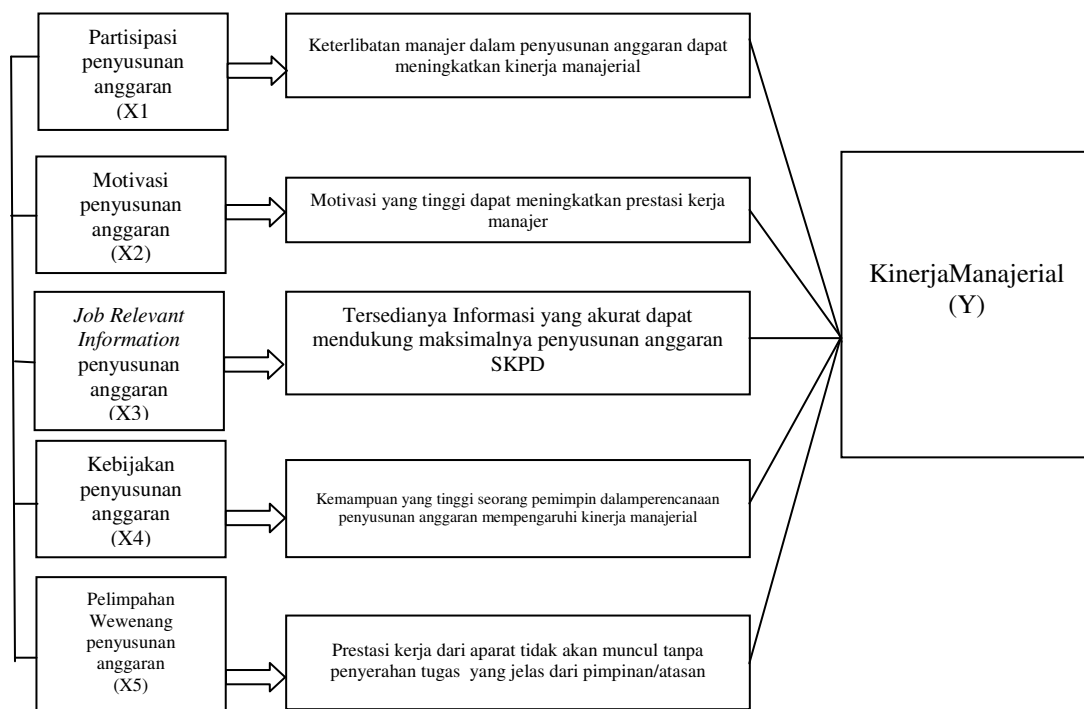 Partisipasi
penyusunan
anggaran
(X1
Keterlibatan manajer dalam penyusunan anggaran dapat
meningkatkan kinerja manajerial
Motivasi
penyusunan
anggaran
(X2)
Motivasi yang tinggi dapat meningkatkan prestasi kerja
manajer
Job Relevant
Information
penyusunan
anggaran
(X3)
Tersedianya Informasi yang akurat dapat
mendukung maksimalnya penyusunan anggaran
SKPD
Kebijakan
penyusunan
anggaran
(X4)
Kemampuan yang tinggi seorang pemimpin dalamperencanaan
penyusunan anggaran mempengaruhi kinerja manajerial
Pelimpahan
Wewenang
penyusunan
anggaran
(X5)
Prestasi kerja dari aparat tidak akan muncul tanpa
penyerahan tugas yang jelas dari pimpinan/atasan
KinerjaManajerial
(Y)